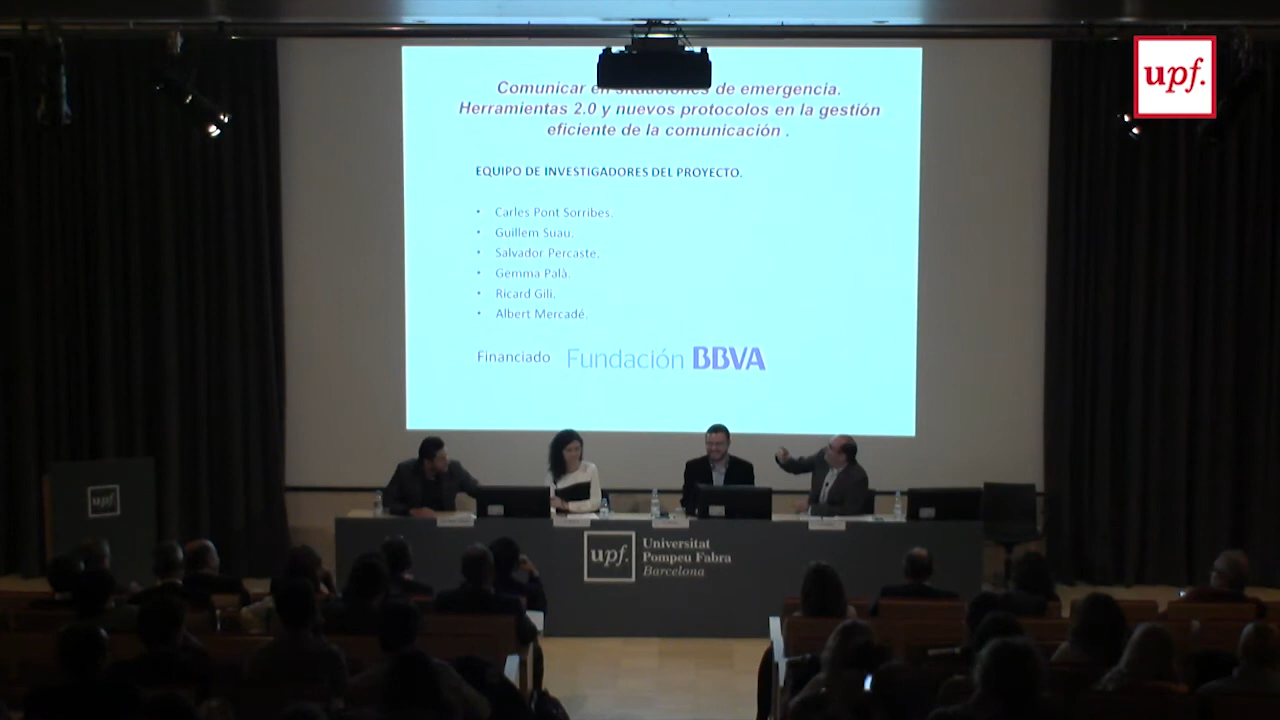 Comunicar en situaciones de emergencia.
Herramientas 2.0 y nuevos protocolos en la gestión
eficiente de la comunicación .
EQUIPO DE INVESTIGADORES DEL PROYECTO.
• Carles Pont Sorribes.
• Guillem Suau.
• Salvador Percaste.
• Gemma Palà.
• Ricard Gili.
• Albert Mercadé.
Financiado Fundación BBVA
upf.
upf.
upf.
Universitat
Pompeu Fabra
Barcelona